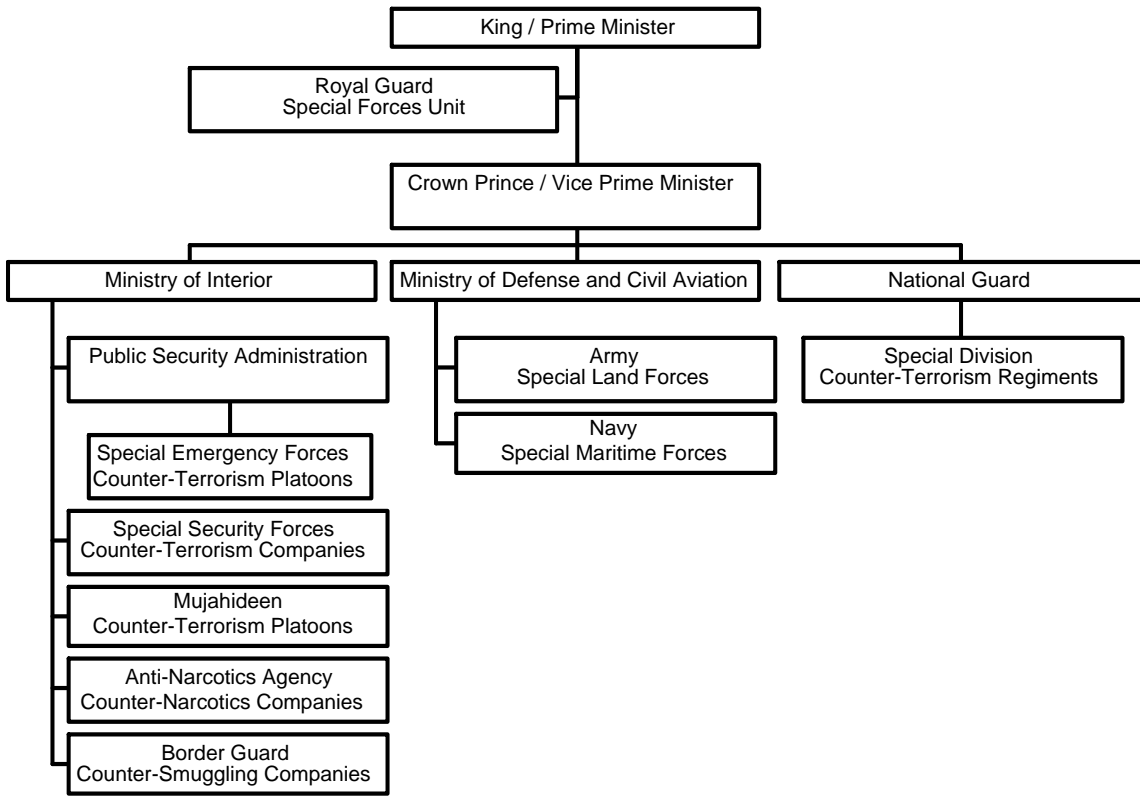 King / Prime Minister
Royal Guard
Special Forces Unit
Crown Prince / Vice Prime Minister
Ministry of Interior
Ministry of Defense and Civil Aviation
National Guard
Public Security Administration
Army
Special Land Forces
Special Division
Counter-Terrorism Regiments
Navy
Special Maritime Forces
Special Emergency Forces
Counter-Terrorism Platoons
Special Security Forces
Counter-Terrorism Companies
Mujahideen
Counter-Terrorism Platoons
Anti-Narcotics Agency
Counter-Narcotics Companies
Border Guard
Counter-Smuggling Companies